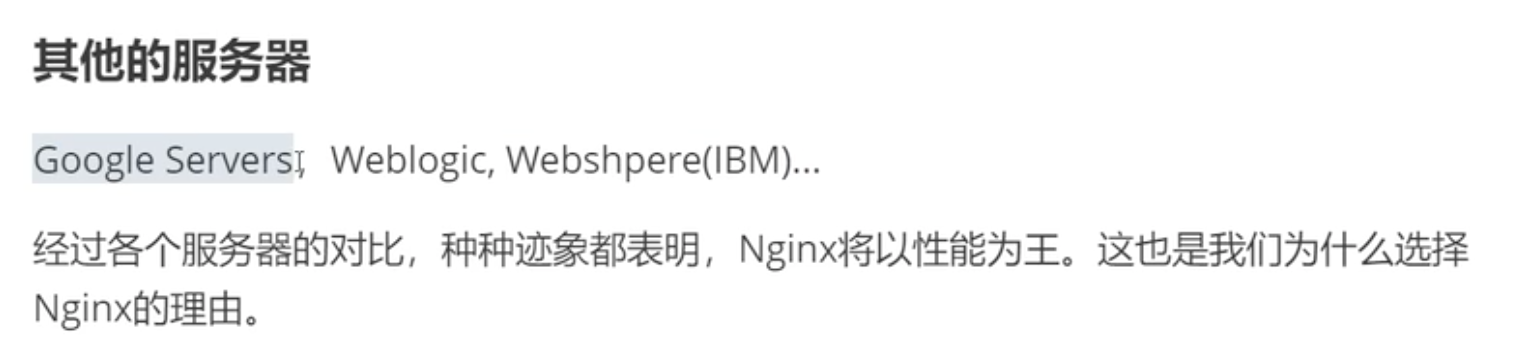 其他的服务器
Google Servers， Weblogic, Webshpere(IBM)...
经过各个服务器的对比，种种迹象都表明，Nginx将以性能为王。这也是我们为什么选择
Nginx的理由。